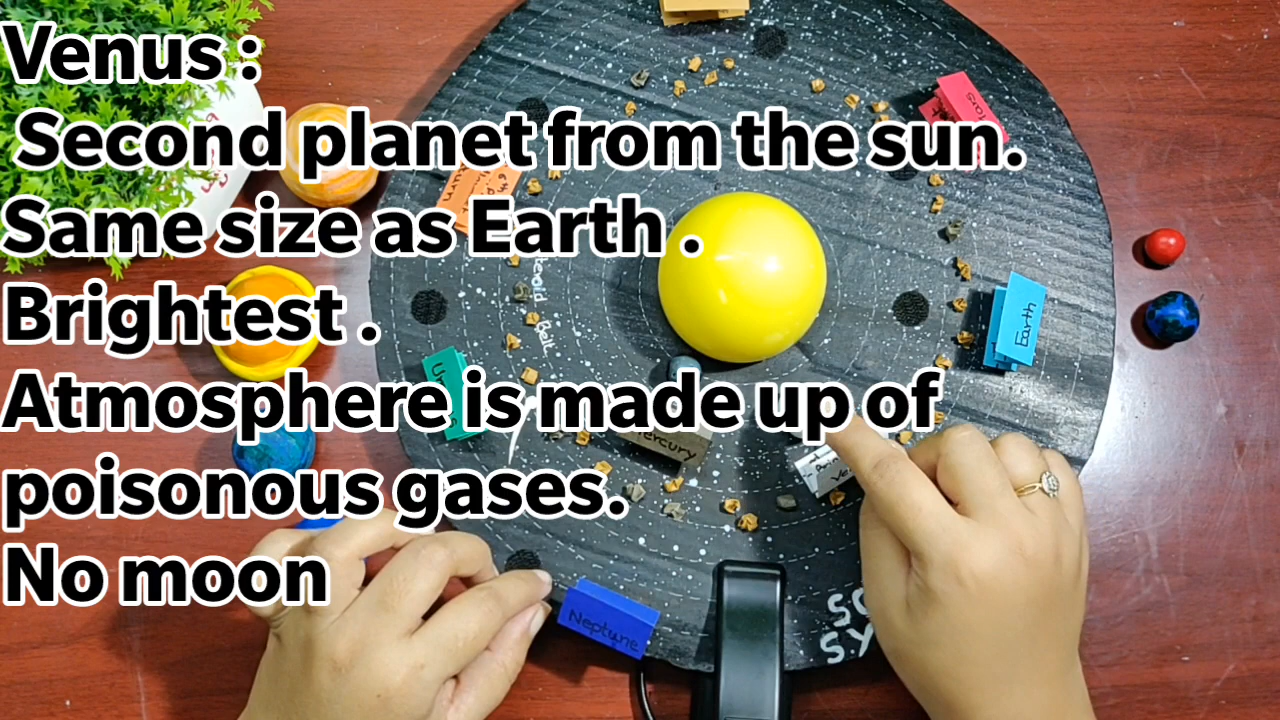 Venus :
Second planet from the sun.
Same size as Earth .
Brightest .
Atmosphere is made up of
poisonous gases.
No moon
Earth
Neptune
Belt